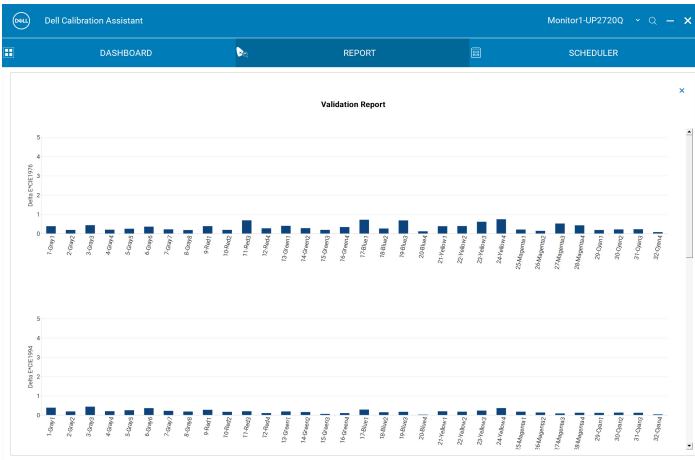 DELL Dell Calibration Assistant Monitor1-UP2720Q
DASHBOARD REPORT SCHEDULER
Validation Report
Delta E*CIE1976
5
4
3
2
1
0
1-Gray1 2-Gray2 3-Gray3 4-Gray4 5-Gray5 6-Gray6 7-Gray7 8-Gray8 9-Red1 10-Red2 11-Red3 12-Red4 13-Green1 14-Green2 15-Green3 16-Green4 17-Blue1 18-Blue2 19-Blue3 20-Blue4 21-Yellow1 22-Yellow2 23-Yellow3 24-Yellow4 25-Magenta1 26-Magenta2 27-Magenta3 28-Magenta4 29-Cyan1 30-Cyan2 31-Cyan3 32-Cyan4
Delta E*CIE1994
5
4
3
2
1
0
1-Gray1 2-Gray2 3-Gray3 4-Gray4 5-Gray5 6-Gray6 7-Gray7 8-Gray8 9-Red1 10-Red2 11-Red3 12-Red4 13-Green1 14-Green2 15-Green3 16-Green4 17-Blue1 18-Blue2 19-Blue3 20-Blue4 21-Yellow1 22-Yellow2 23-Yellow3 24-Yellow4 25-Magenta1 26-Magenta2 27-Magenta3 28-Magenta4 29-Cyan1 30-Cyan2 31-Cyan3 32-Cyan4